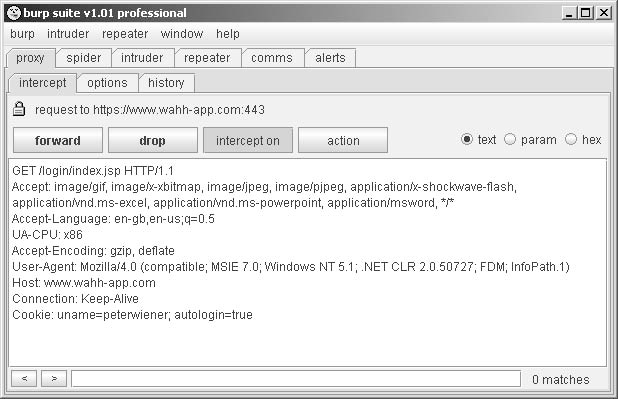 burp suite v1.01 professional
burp intruder repeater window help
proxy spider intruder repeater comms alerts
intercept options history
request to https://www.wahh-app.com:443
forward drop intercept on action text param hex
GET /login/index.jsp HTTP/1.1
Accept: image/gif, image/x-xbitmap, image/jpeg, image/pjpeg, application/x-shockwave-flash,
application/vnd.ms-excel, application/vnd.ms-powerpoint, application/msword, */*
Accept-Language: en-gb,en-us;q=0.5
UA-CPU: x86
Accept-Encoding: gzip, deflate
User-Agent: Mozilla/4.0 (compatible; MSIE 7.0; Windows NT 5.1; .NET CLR 2.0.50727; FDM; InfoPath.1)
Host: www.wahh-app.com
Connection: Keep-Alive
Cookie: uname=peterwiener; autologin=true
< > 0 matches